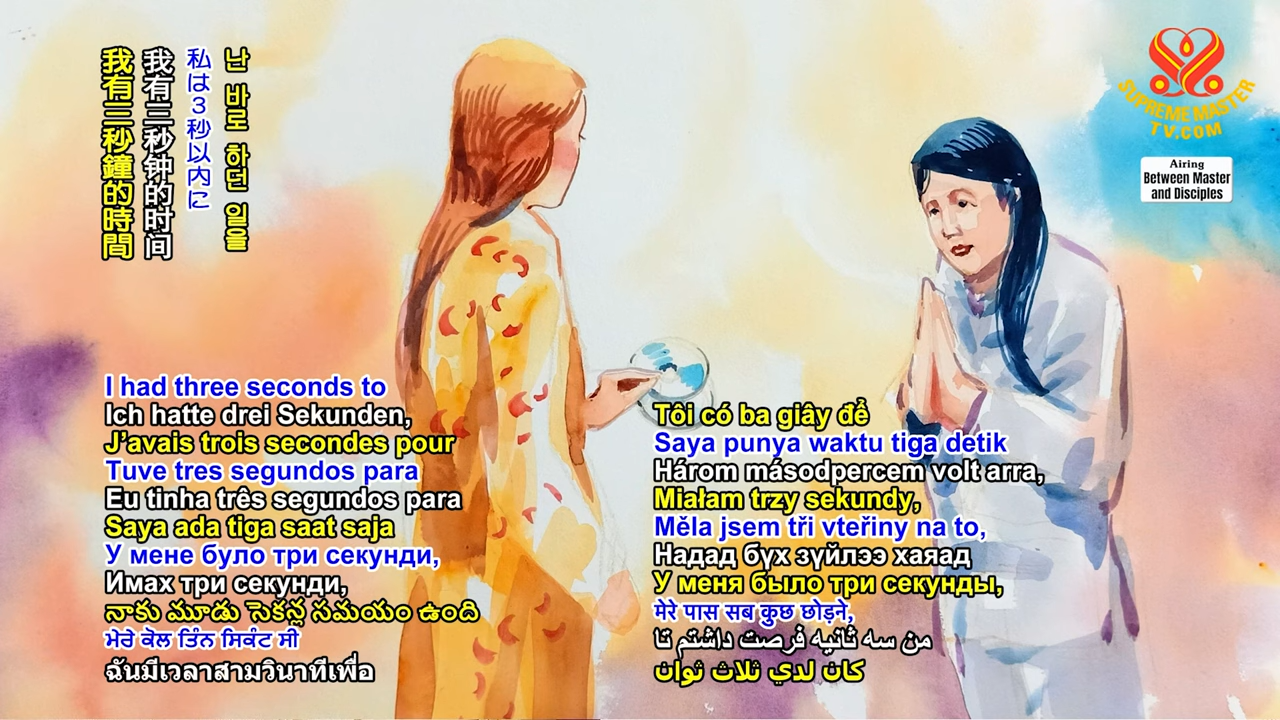 我有三秒鐘的時間
我有三秒钟的时间
私は3秒以内に
난 바로 하던 일을
SUPREME MASTER
TV.COM
Airing
Between Master
and Disciples
I had three seconds to
Ich hatte drei Sekunden,
J’avais trois secondes pour
Tuve tres segundos para
Eu tinha três segundos para
Saya ada tiga saat saja
У мене було три секунди,
Имах три секунди,
నాకు మూడు సెకన్ల సమయం ఉంది
ਮੇਰੇ ਕੋਲ ਤਿੰਨ ਸਿਕੰਟ ਸੀ
ฉันมีเวลาสามวินาทีเพื่อ
Tôi có ba giây để
Saya punya waktu tiga detik
Három másodpercem volt arra,
Miałam trzy sekundy,
Měla jsem tři vteřiny na to,
Надад бүх зүйлээ хаяад
У меня было три секунды,
मेरे पास सब कुछ छोड़ने,
من سه ثانیه فرصت داشتم تا
كان لدي ثلاث ثوان